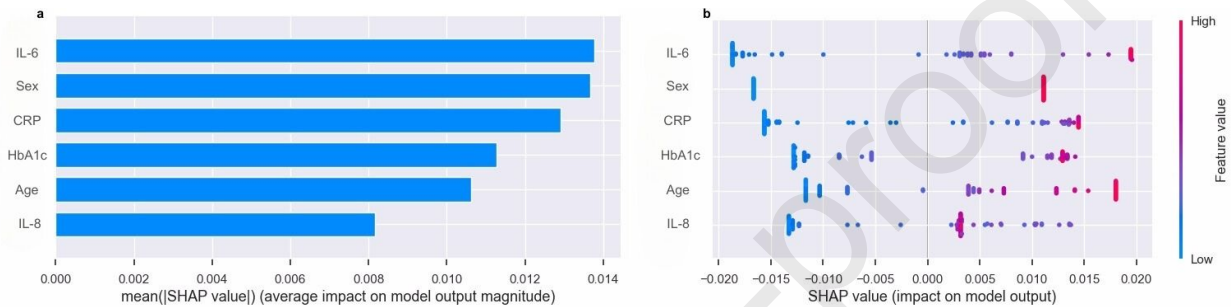 a
IL-6
Sex
CRP
HbA1c
Age
IL-8
0.000 0.002 0.004 0.006 0.008 0.010 0.012 0.014
mean(|SHAP value|) (average impact on model output magnitude)
b
IL-6
Sex
CRP
HbA1c
Age
IL-8
−0.020 −0.015 −0.010 −0.005 0.000 0.005 0.010 0.015 0.020
SHAP value (impact on model output)
High
Feature value
Low
-proof